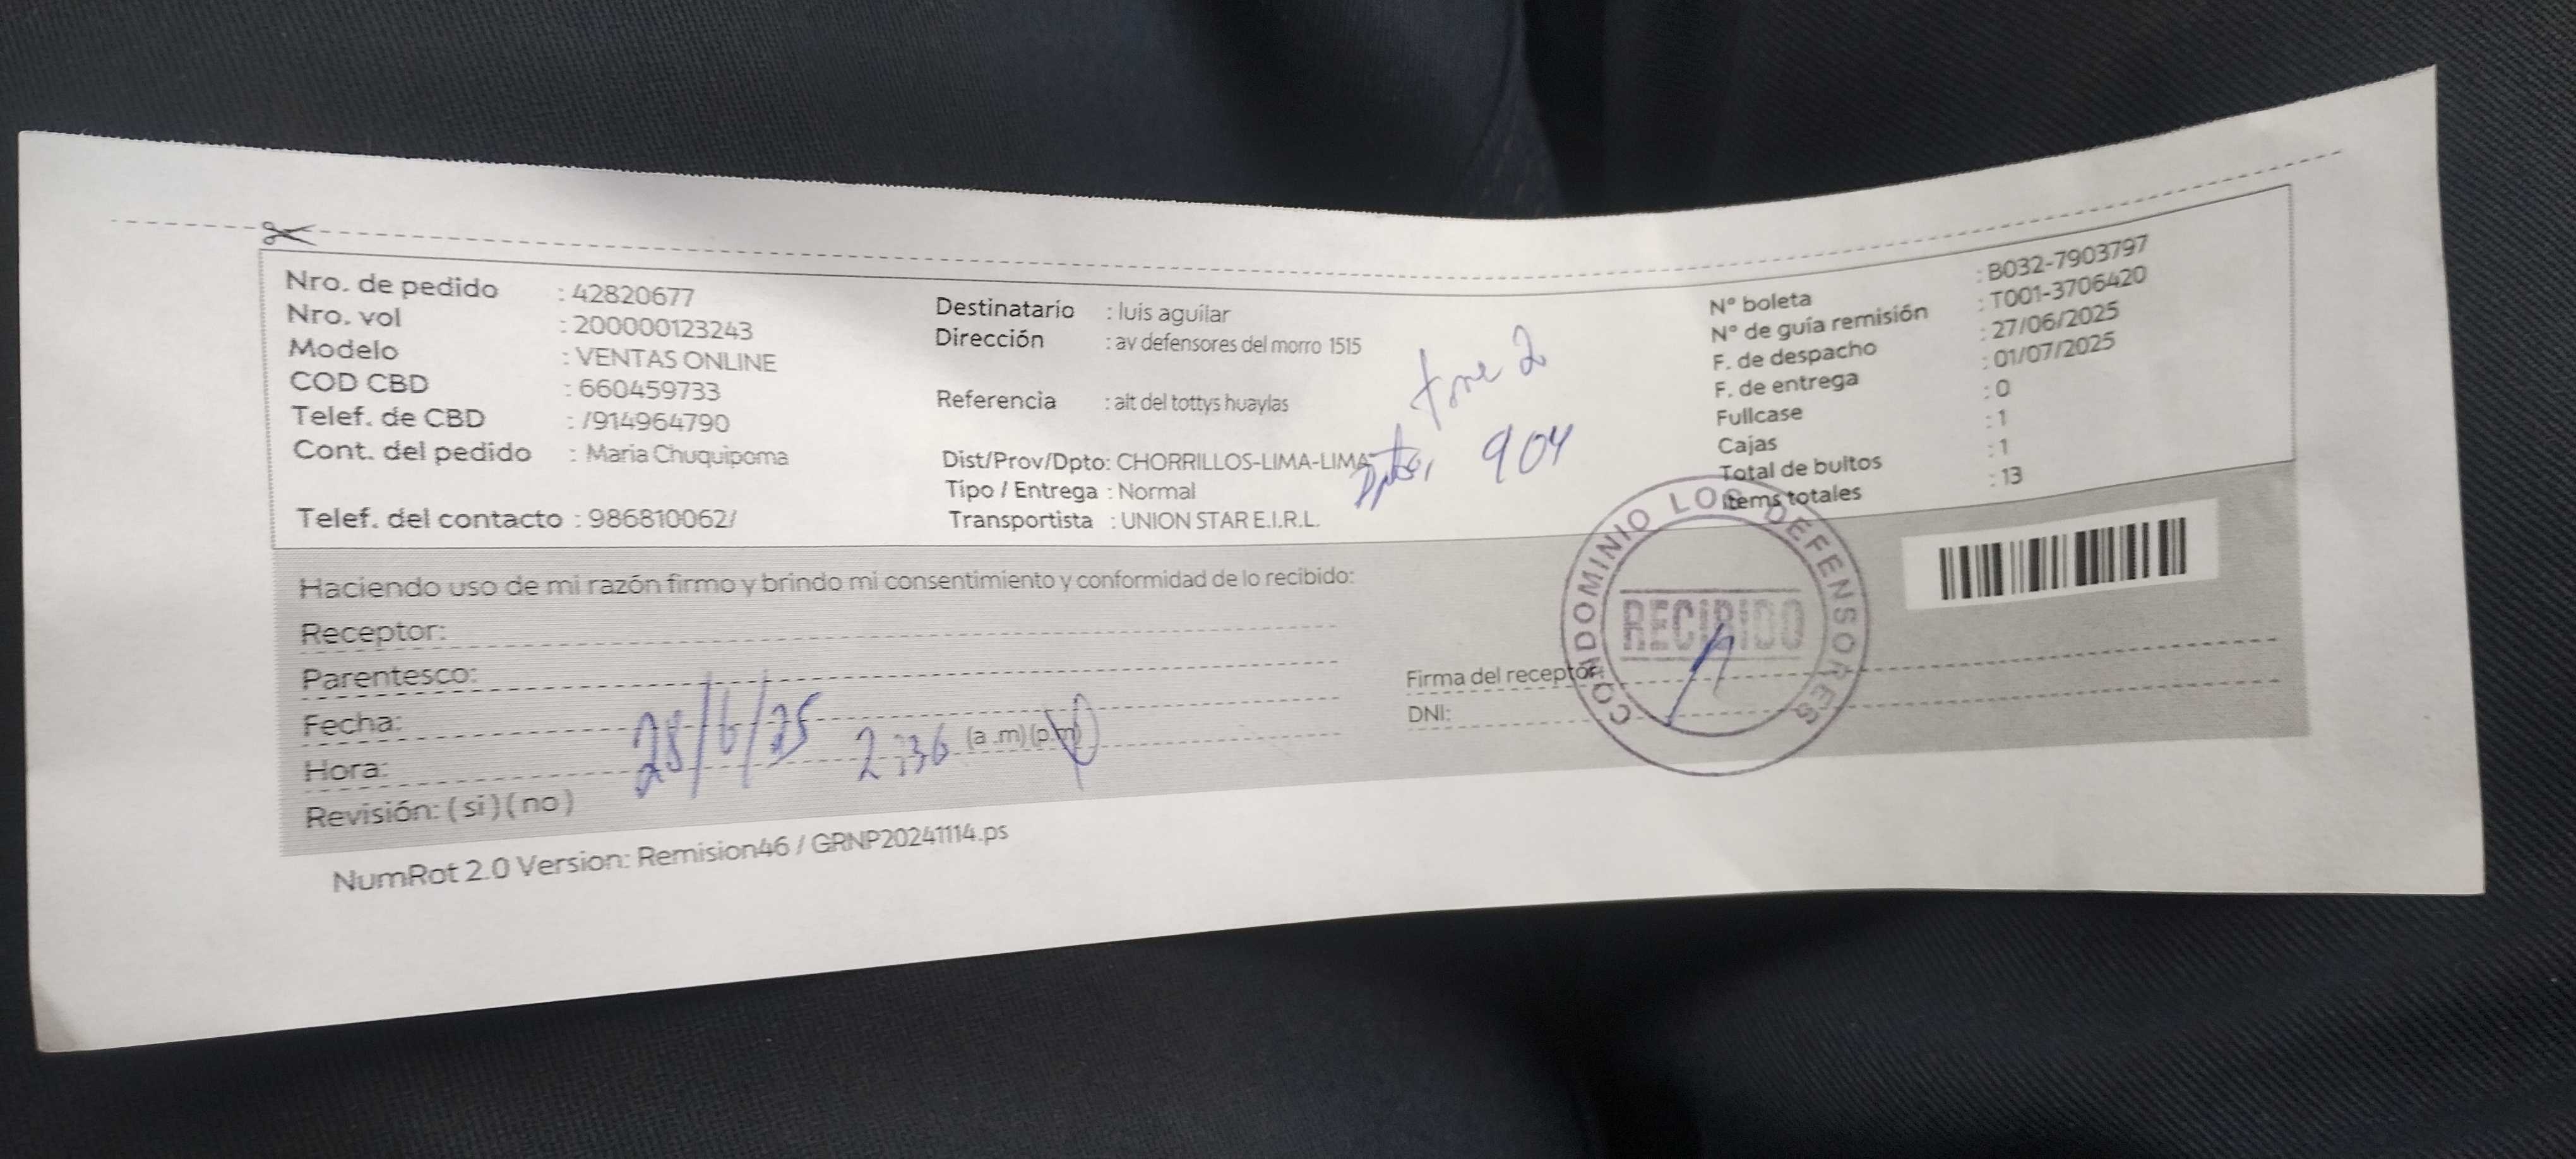 Nro. de pedido : 42820677
Nro. vol : 200000123243
Modelo : VENTAS ONLINE
COD CBD : 660459733
Telef. de CBD : /914964790
Cont. del pedido : Maria Chuquipoma
Telef. del contacto : 986810062/
Destinatario : luis aguilar
Dirección : av defensores del morro 1515
Referencia : alt del tottys huaylas
Dist/Prov/Dpto: CHORRILLOS-LIMA-LIMA
Tipo / Entrega : Normal
Transportista : UNION STAR E.I.R.L.
torre 2
Dpto, 904
N° boleta : B032-7903797
N° de guía remisión : T001-3706420
F. de despacho : 27/06/2025
F. de entrega : 01/07/2025
Fullcase : 0
Cajas : 1
Total de bultos : 1
Items totales : 13
Haciendo uso de mi razón firmo y brindo mi consentimiento y conformidad de lo recibido:
Receptor:
Parentesco:
Fecha: 28/6/25
Hora: 2:36 (a .m) (p.m)
Revisión: ( si ) ( no )
Firma del receptor:
DNI:
CONDOMINIO LOS DEFENSORES
RECIBIDO
NumRot 2.0 Version: Remision46 / GRNP20241114.ps